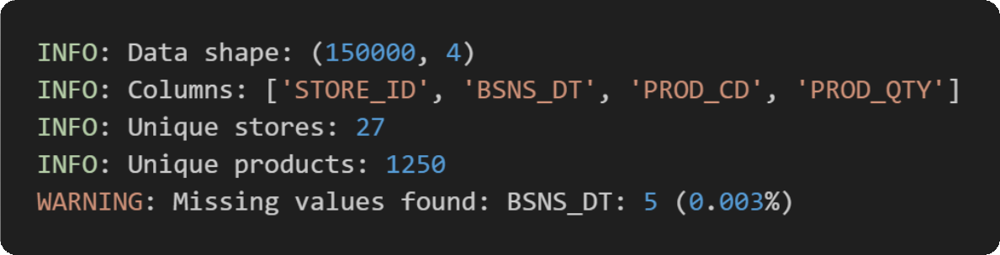 INFO: Data shape: (150000, 4)
INFO: Columns: ['STORE_ID', 'BSNS_DT', 'PROD_CD', 'PROD_QTY']
INFO: Unique stores: 27
INFO: Unique products: 1250
WARNING: Missing values found: BSNS_DT: 5 (0.003%)